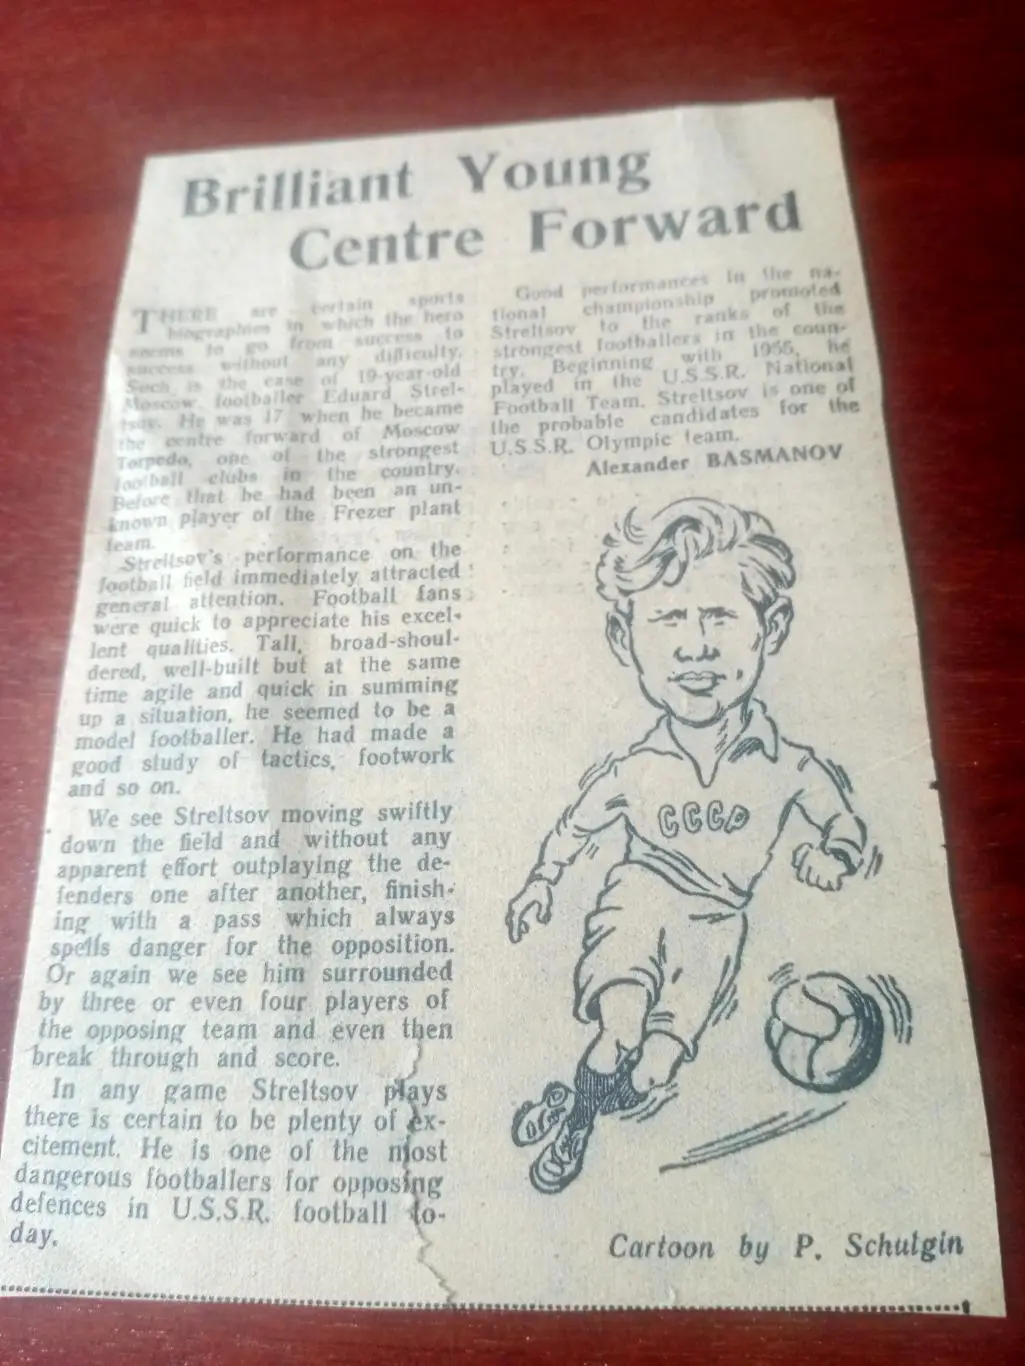 Brilliant Young
Centre Forward
THERE are certain sports
biographies in which the hero
seems to go from success to
success without any difficulty.
Such is the case of 19-year-old
Moscow footballer Eduard Strel-
tsov. He was 17 when he became
the centre forward of Moscow
Torpedo, one of the strongest
football clubs in the country.
Before that he had been an un-
known player of the Frezer plant
team.
Streltsov's performance on the
football field immediately attracted
general attention. Football fans
were quick to appreciate his excel-
lent qualities. Tall, broad-shoul-
dered, well-built but at the same
time agile and quick in summing
up a situation, he seemed to be a
model footballer. He had made a
good study of tactics, footwork
and so on.
We see Streltsov moving swiftly
down the field and without any
apparent effort outplaying the de-
fenders one after another, finish-
ing with a pass which always
spells danger for the opposition.
Or again we see him surrounded
by three or even four players of
the opposing team and even then
break through and score.
In any game Streltsov plays
there is certain to be plenty of ex-
citement. He is one of the most
dangerous footballers for opposing
defences in U.S.S.R. football to-
day.
Good performances in the na-
tional championship promoted
Streltsov to the ranks of the
strongest footballers in the coun-
try. Beginning with 1955, he
played in the U.S.S.R. National
Football Team. Streltsov is one of
the probable candidates for the
U.S.S.R. Olympic team.
Alexander BASMANOV
СССР
Cartoon by P. Schulgin